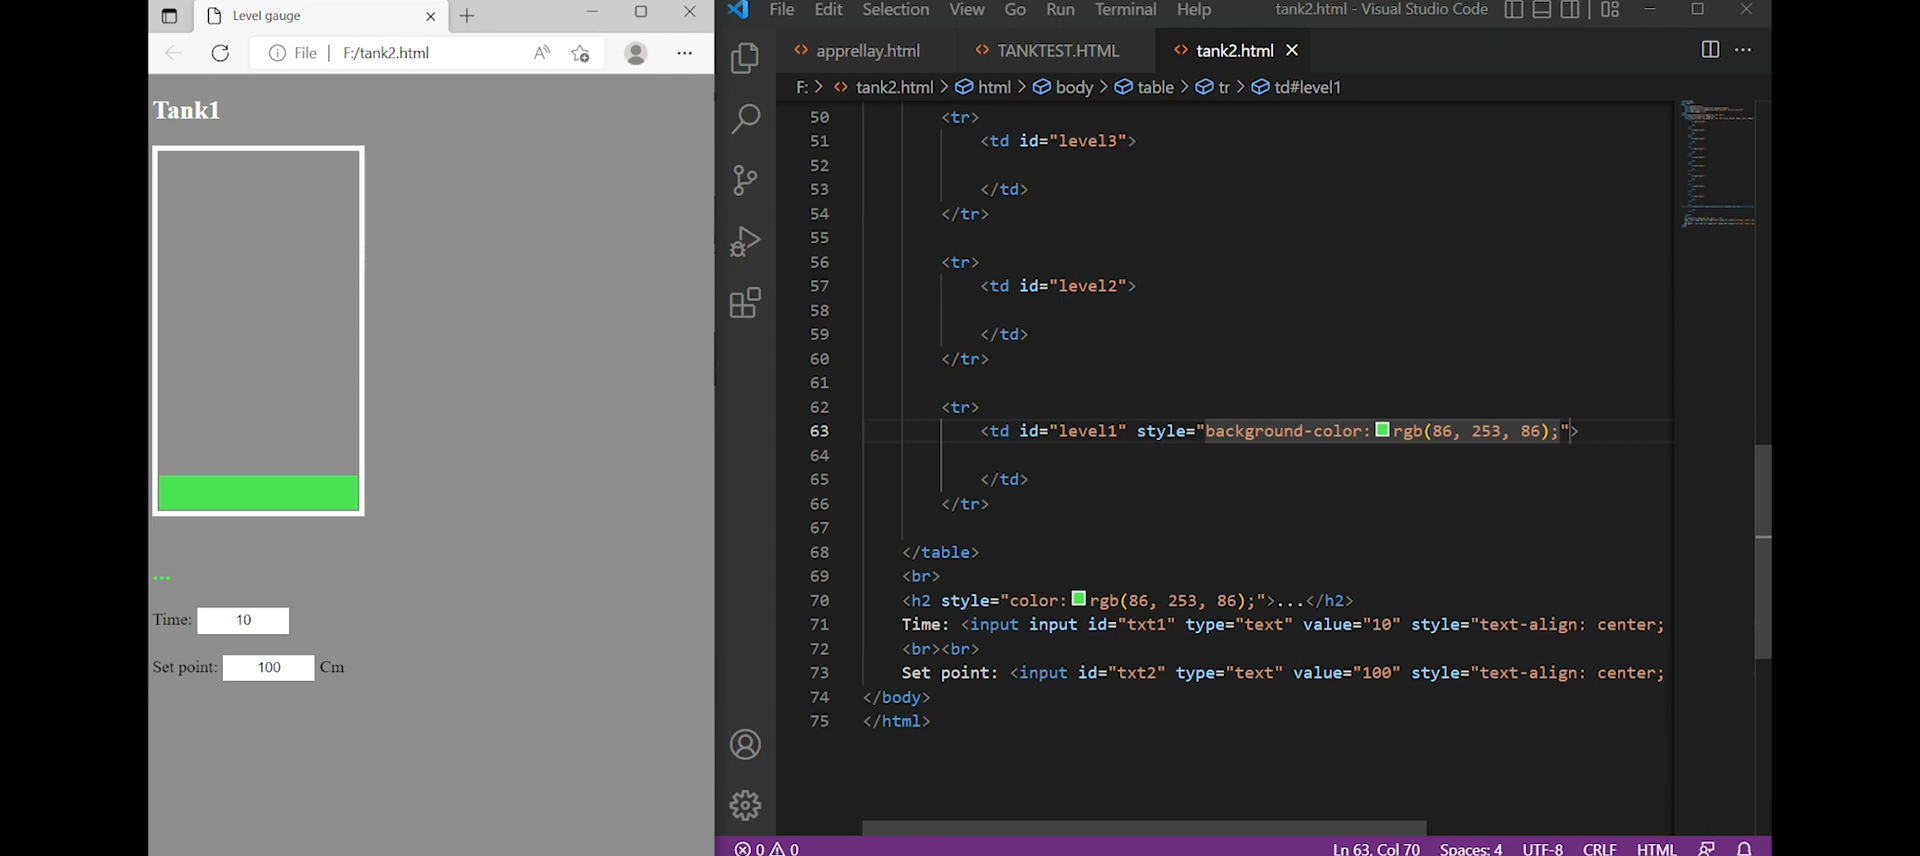 Level gauge
File | F:/tank2.html
Tank1
...
Time: 10
Set point: 100 Cm
File Edit Selection View Go Run Terminal Help tank2.html - Visual Studio Code
apprellay.html TANKTEST.HTML tank2.html
F: > tank2.html > html > body > table > tr > td#level1
50 <tr>
51 <td id="level3">
52
53 </td>
54 </tr>
55
56 <tr>
57 <td id="level2">
58
59 </td>
60 </tr>
61
62 <tr>
63 <td id="level1" style="background-color: rgb(86, 253, 86);">
64
65 </td>
66 </tr>
67
68 </table>
69 <br>
70 <h2 style="color: rgb(86, 253, 86);">...</h2>
71 Time: <input input id="txt1" type="text" value="10" style="text-align: center;
72 <br><br>
73 Set point: <input id="txt2" type="text" value="100" style="text-align: center;
74 </body>
75 </html>
0 0 Ln 63, Col 70 Spaces: 4 UTF-8 CRLF HTML